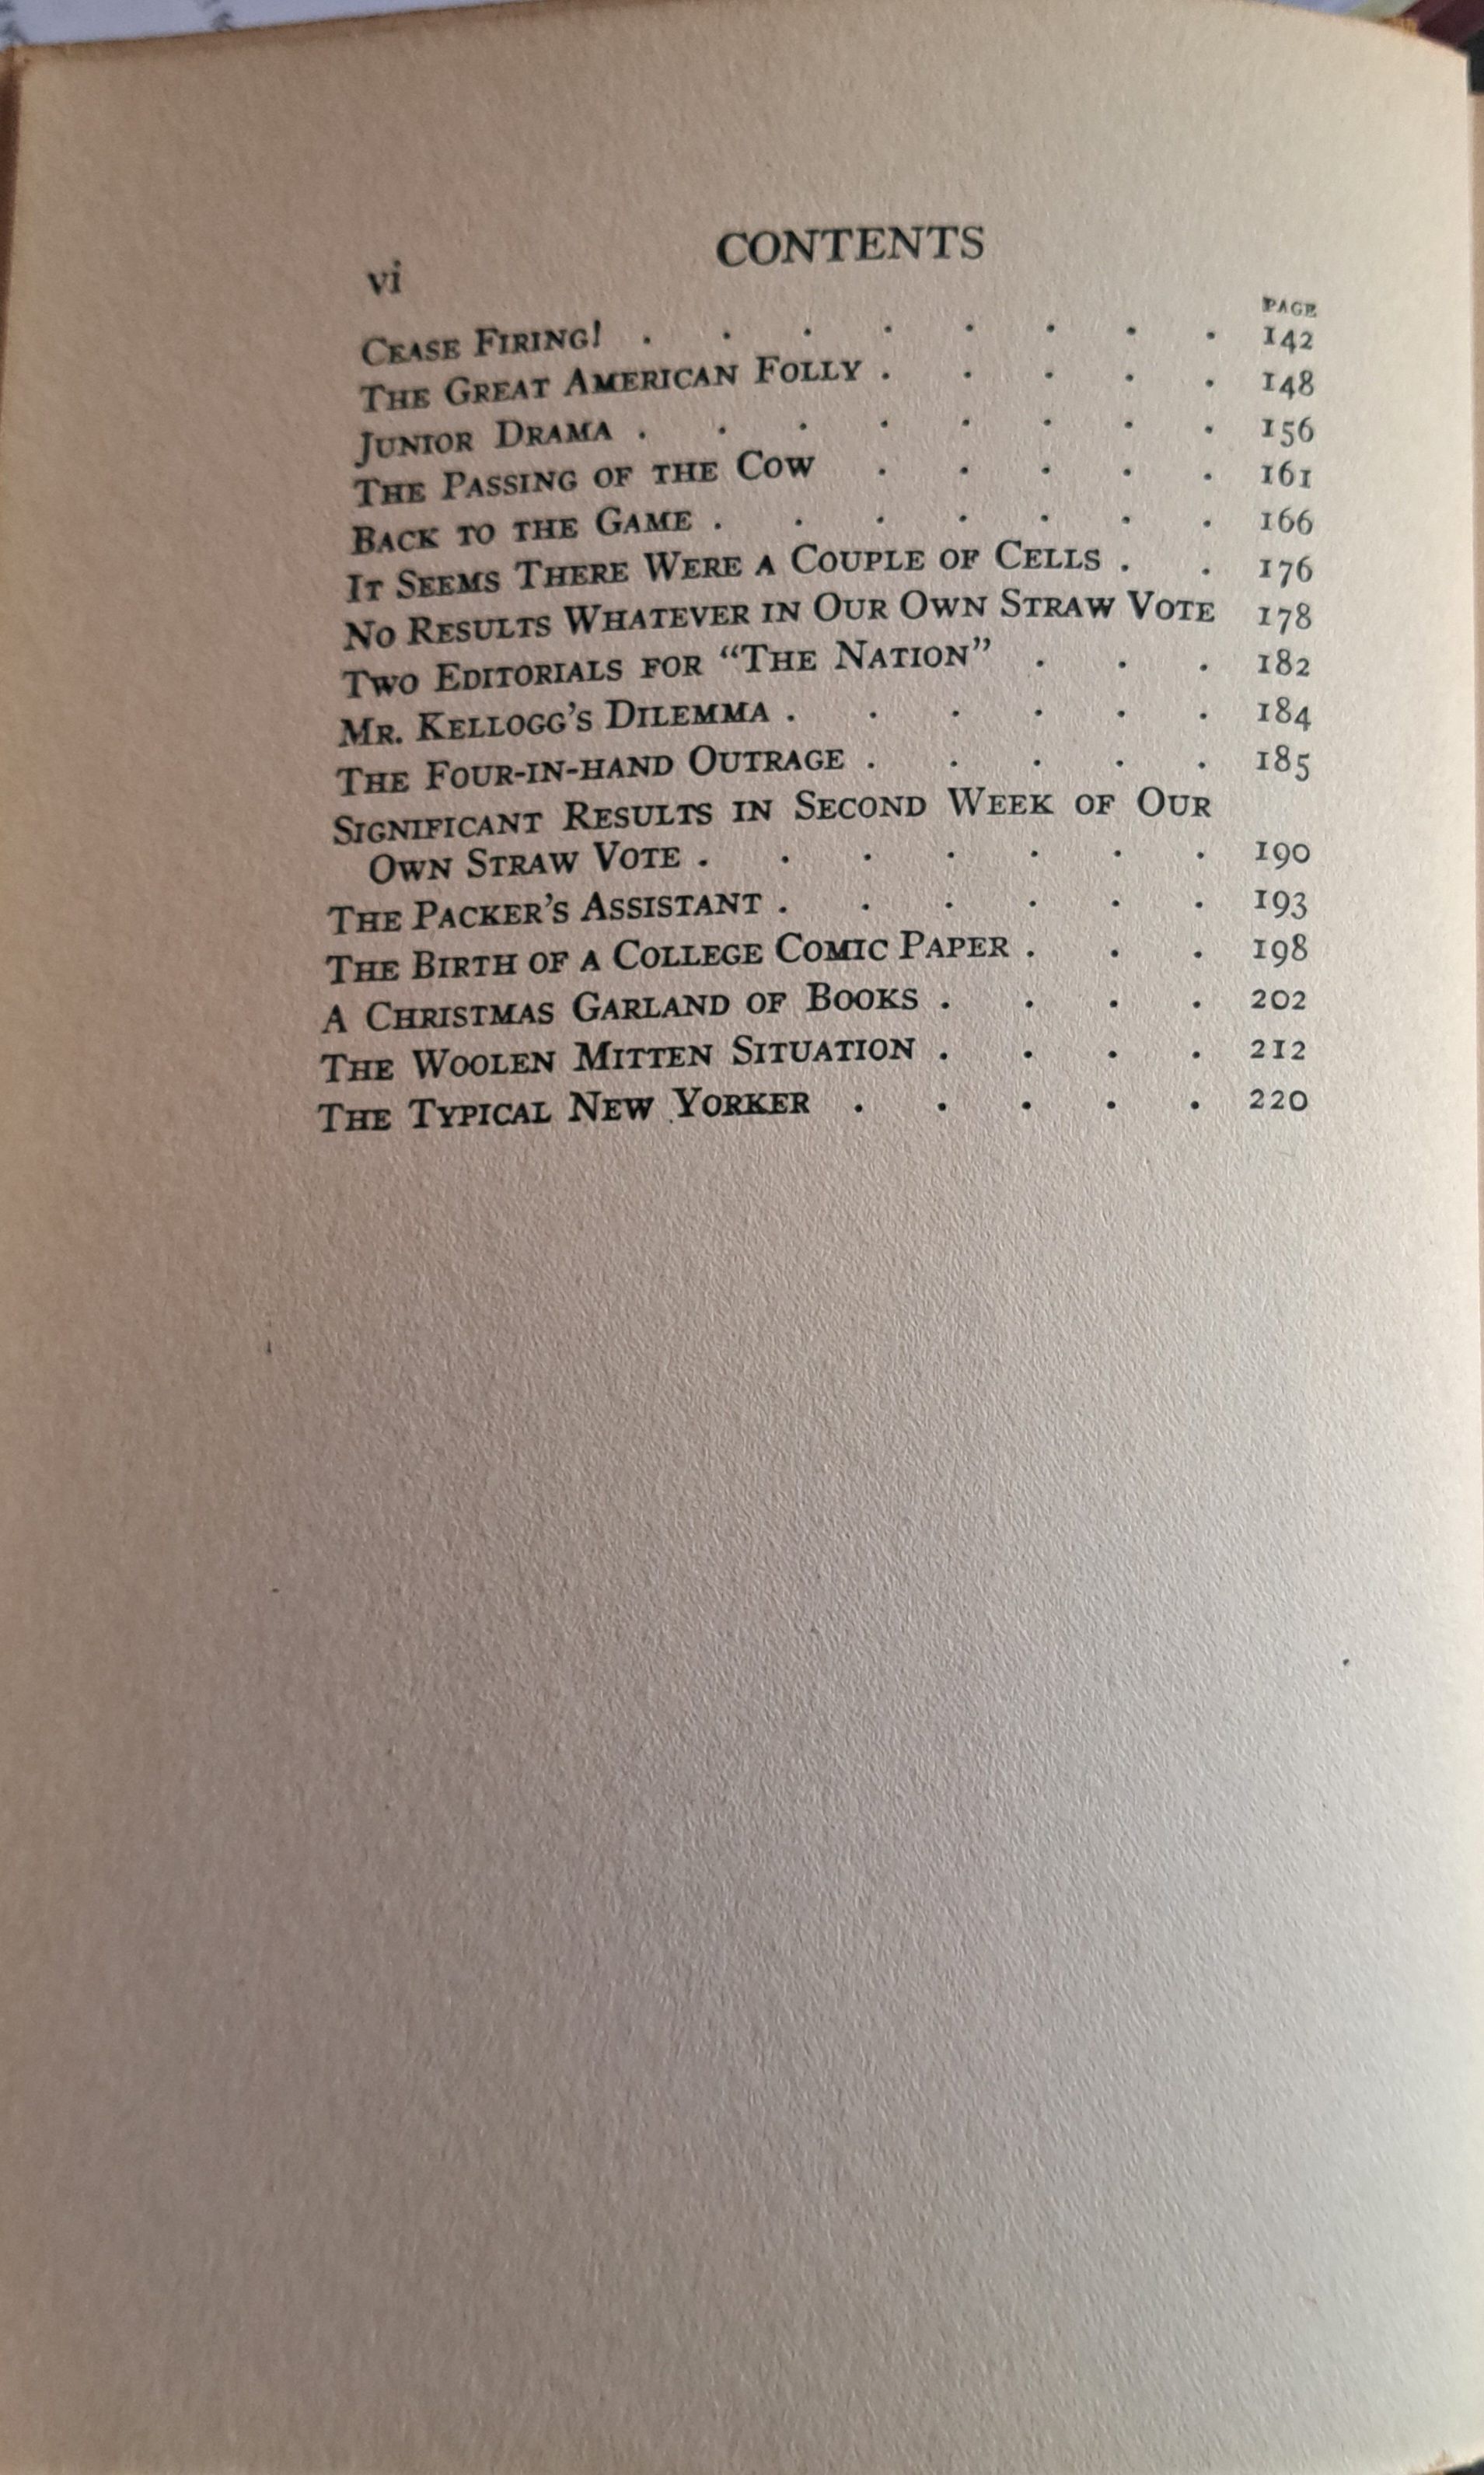 vi
CONTENTS
PAGE
Cease Firing! . . . . . . . . 142
The Great American Folly . . . . . 148
Junior Drama . . . . . . . . 156
The Passing of the Cow . . . . . 161
Back to the Game . . . . . . . 166
It Seems There Were a Couple of Cells . . 176
No Results Whatever in Our Own Straw Vote 178
Two Editorials for “The Nation” . . . 182
Mr. Kellogg’s Dilemma . . . . . . 184
The Four-in-hand Outrage . . . . . 185
Significant Results in Second Week of Our
Own Straw Vote . . . . . . . 190
The Packer’s Assistant . . . . . . 193
The Birth of a College Comic Paper . . . 198
A Christmas Garland of Books . . . . 202
The Woolen Mitten Situation . . . . 212
The Typical New Yorker . . . . . 220